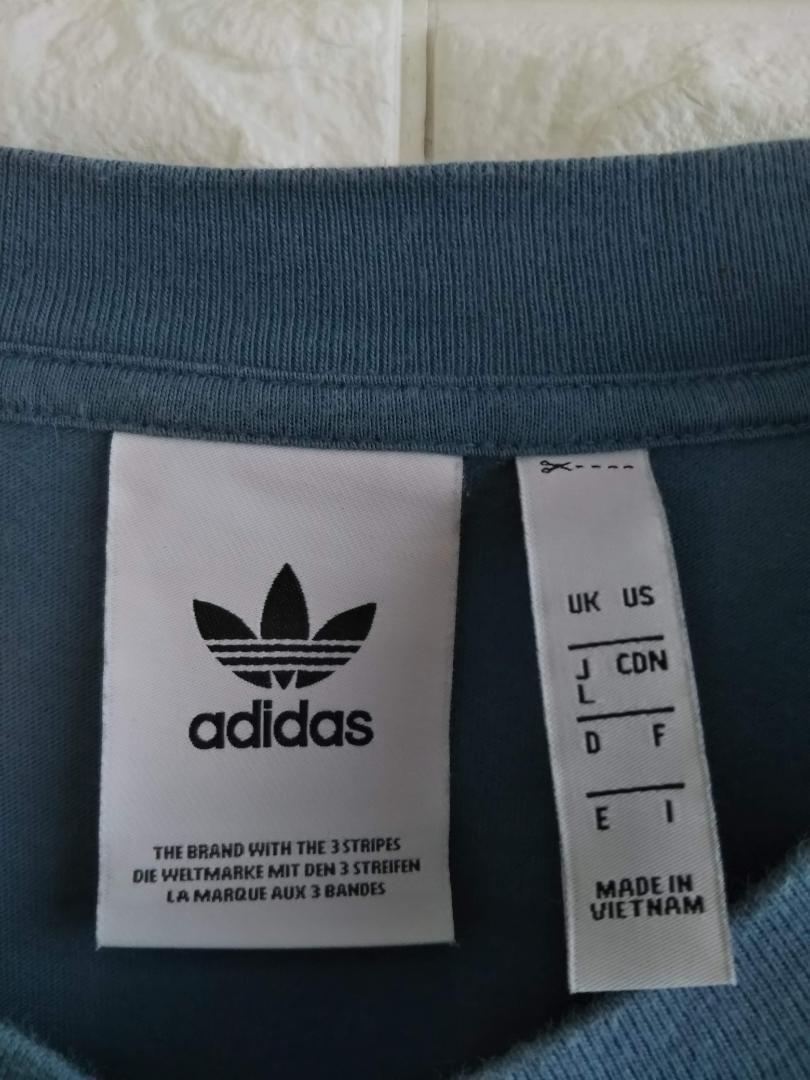 adidas
THE BRAND WITH THE 3 STRIPES
DIE WELTMARKE MIT DEN 3 STREIFEN
LA MARQUE AUX 3 BANDES
UK US
J CDN
L
D F
E I
MADE IN
VIETNAM